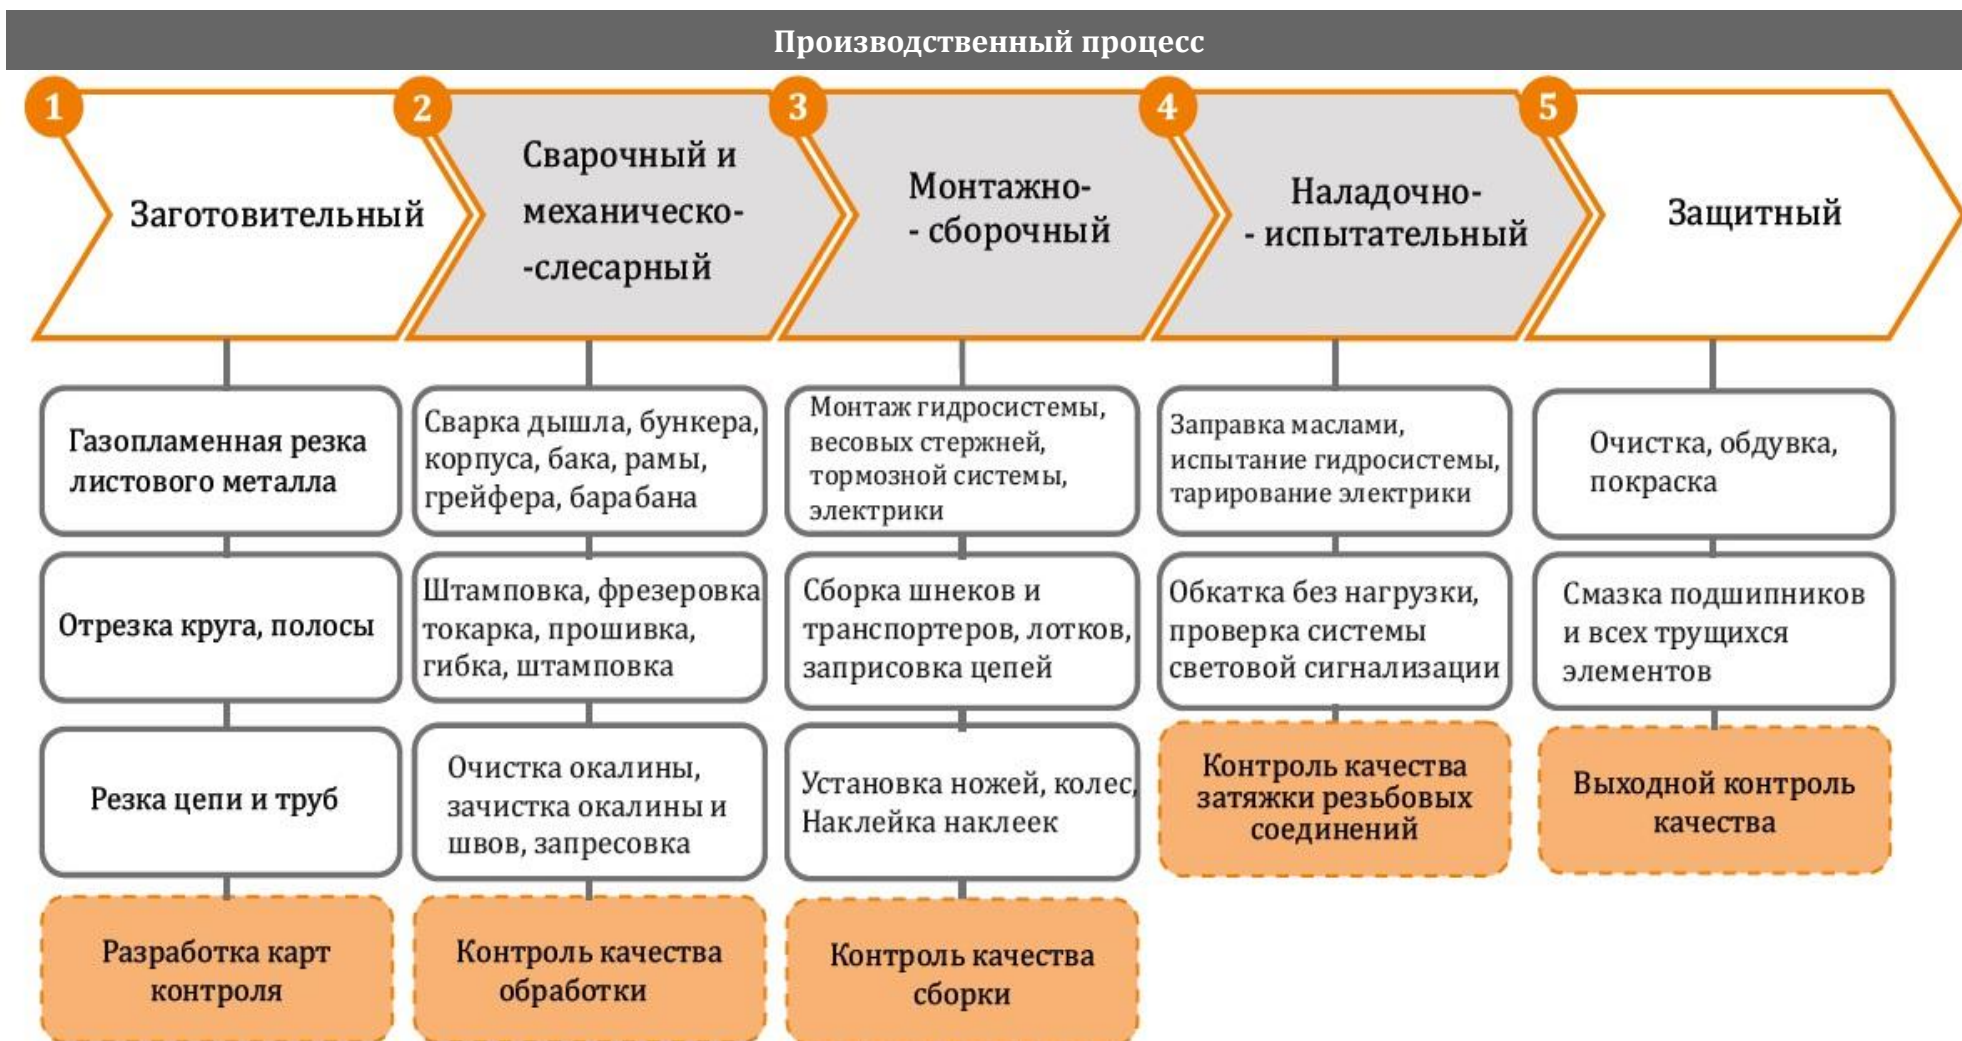 Производственный процесс
1
2
3
4
5
Заготовительный
Сварочный и
механическо-
-слесарный
Монтажно-
- сборочный
Наладочно-
- испытательный
Защитный
Газопламенная резка
листового металла
Отрезка круга, полосы
Резка цепи и труб
Разработка карт
контроля
Сварка дышла, бункера,
корпуса, бака, рамы,
грейфера, барабана
Штамповка, фрезеровка
токарка, прошивка,
гибка, штамповка
Очистка окалины,
зачистка окалины и
швов, запресовка
Контроль качества
обработки
Монтаж гидросистемы,
весовых стержней,
тормозной системы,
электрики
Сборка шнеков и
транспортеров, лотков,
заприсовка цепей
Установка ножей, колес,
Наклейка наклеек
Контроль качества
сборки
Заправка маслами,
испытание гидросистемы,
тарирование электрики
Обкатка без нагрузки,
проверка системы
световой сигнализации
Контроль качества
затяжки резьбовых
соединений
Очистка, обдувка,
покраска
Смазка подшипников
и всех трущихся
элементов
Выходной контроль
качества